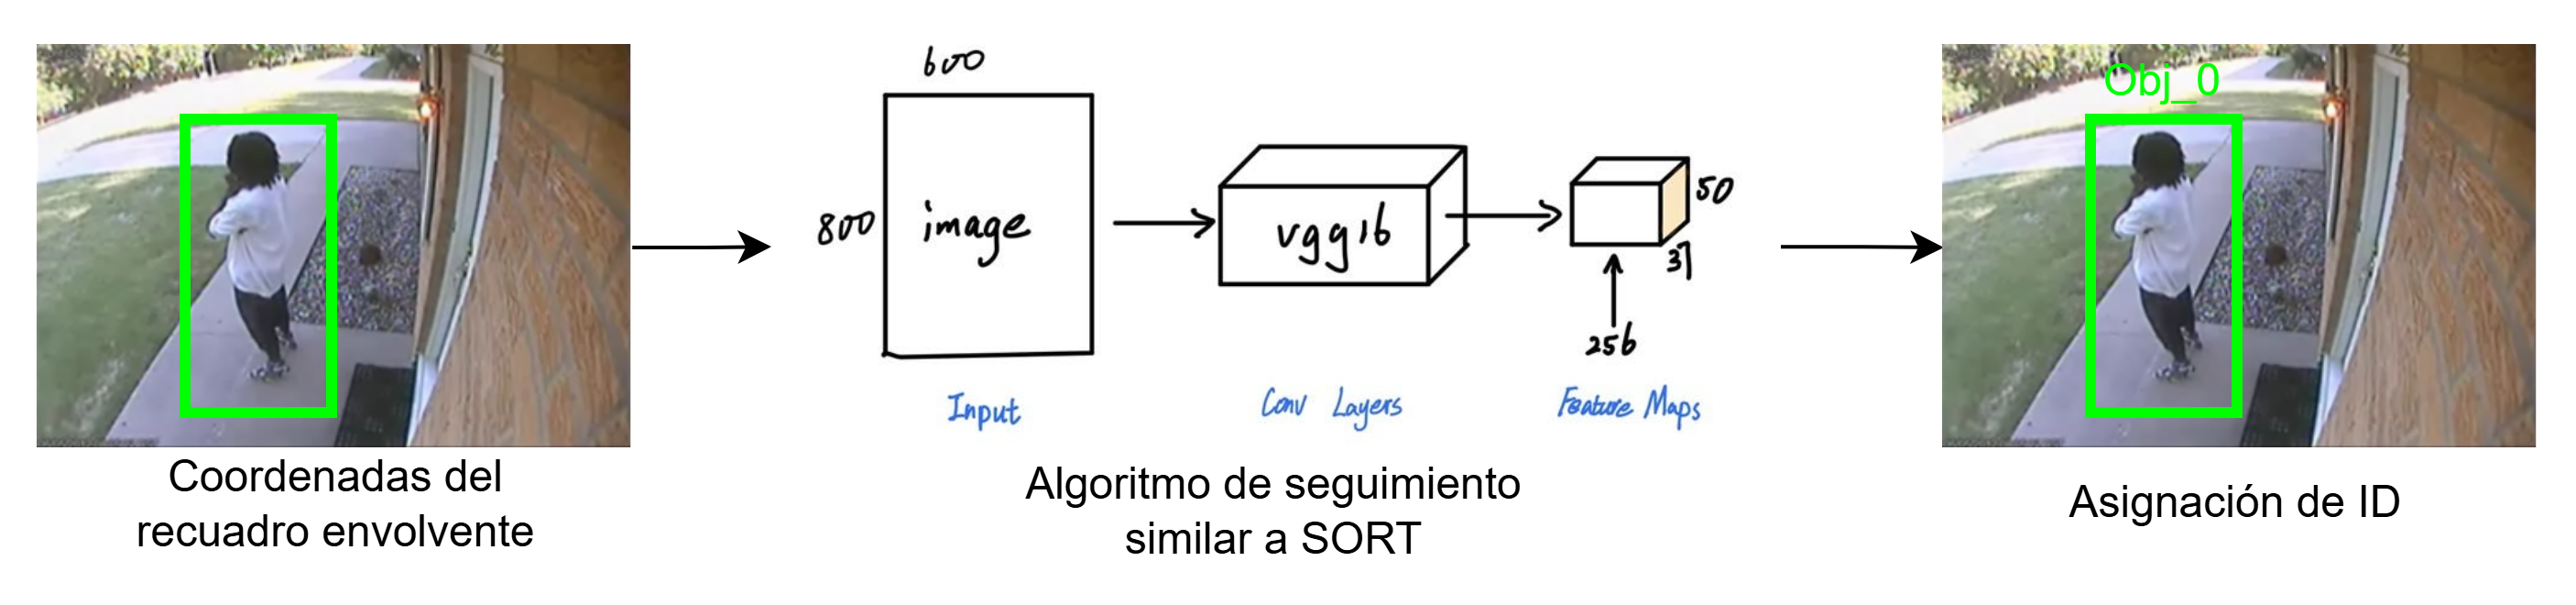 Coordenadas del
recuadro envolvente
600
800
image
Input
vgg16
Conv Layers
50
37
256
Feature Maps
Algoritmo de seguimiento
similar a SORT
Obj_0
Asignación de ID